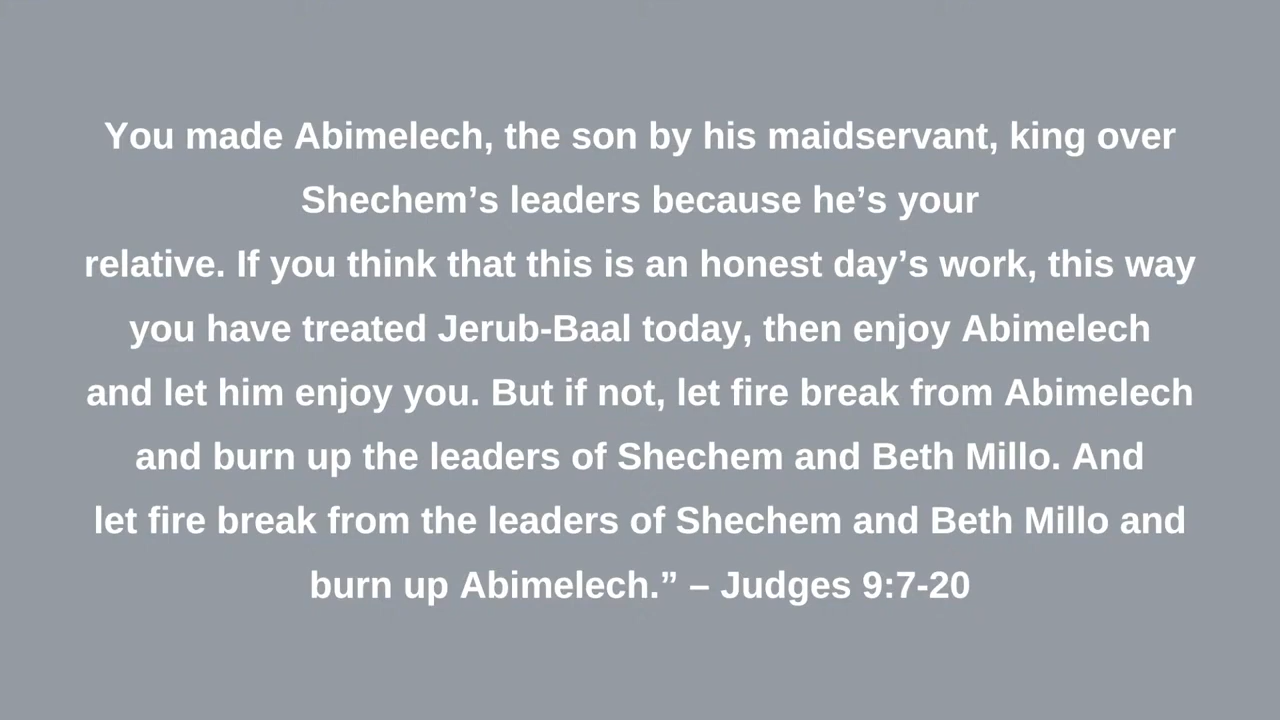 You made Abimelech, the son by his maidservant, king over
Shechem’s leaders because he’s your
relative. If you think that this is an honest day’s work, this way
you have treated Jerub-Baal today, then enjoy Abimelech
and let him enjoy you. But if not, let fire break from Abimelech
and burn up the leaders of Shechem and Beth Millo. And
let fire break from the leaders of Shechem and Beth Millo and
burn up Abimelech.” – Judges 9:7-20